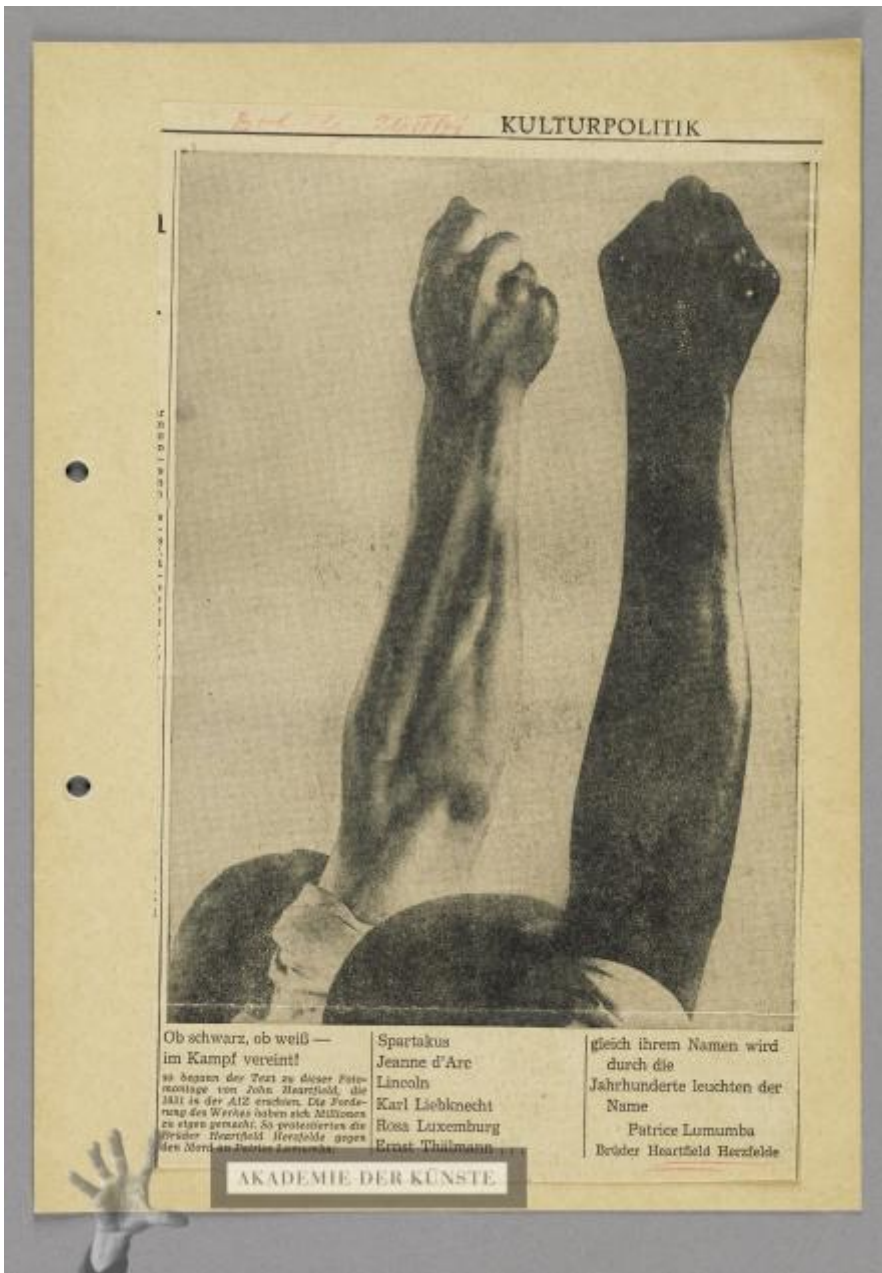 KULTURPOLITIK
Ob schwarz, ob weiß —
im Kampf vereint!
so begann der Text zu dieser Foto-
montage von John Heartfield, die
1931 in der AIZ erschien. Die Forde-
rung des Werkes haben sich Millionen
zu eigen gemacht. So protestierten die
Brüder Heartfield Herzfelde gegen
den Mord an Patrice Lumumba:
Spartakus
Jeanne d'Arc
Lincoln
Karl Liebknecht
Rosa Luxemburg
Ernst Thälmann ...
gleich ihrem Namen wird
durch die
Jahrhunderte leuchten der
Name
Patrice Lumumba
Brüder Heartfield Herzfelde
AKADEMIE DER KÜNSTE